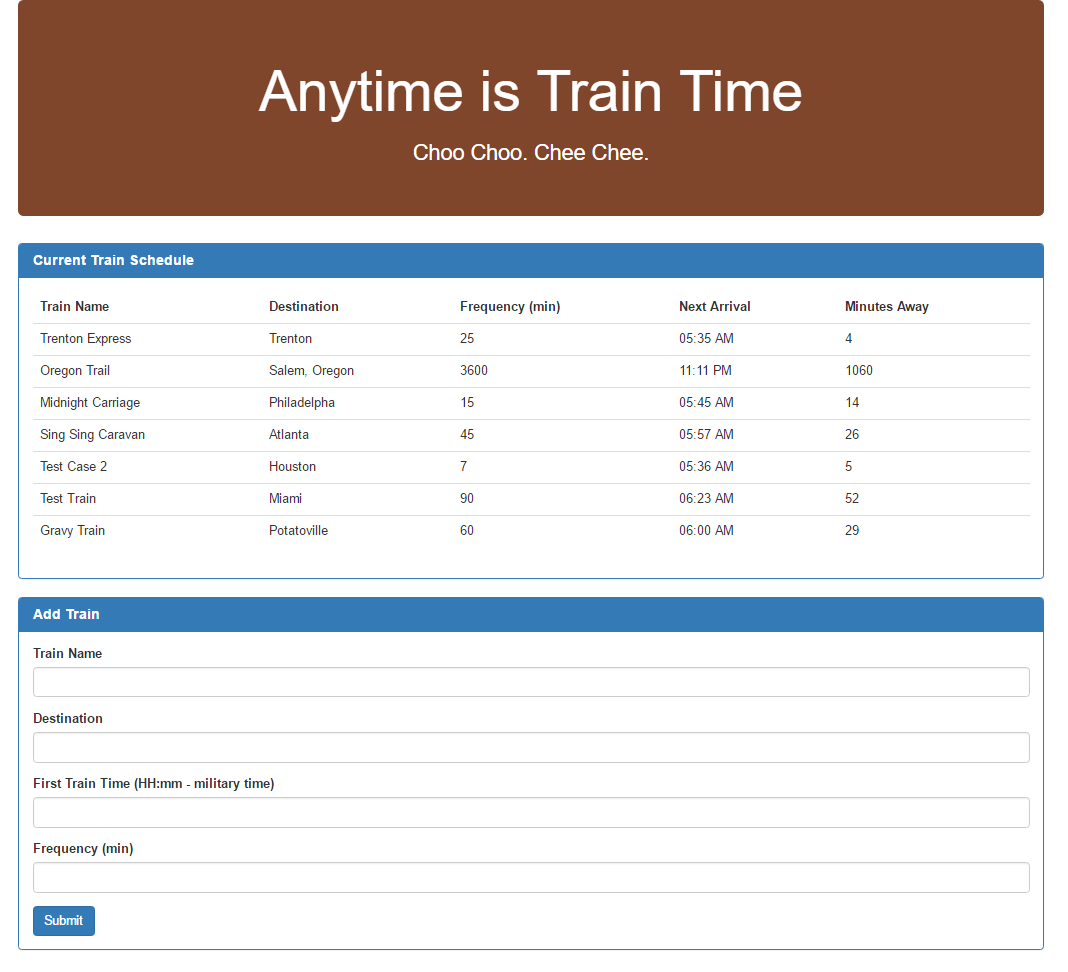 Anytime is Train Time
Choo Choo. Chee Chee.
Current Train Schedule
Train Name Destination Frequency (min) Next Arrival Minutes Away
Trenton Express Trenton 25 05:35 AM 4
Oregon Trail Salem, Oregon 3600 11:11 PM 1060
Midnight Carriage Philadelpha 15 05:45 AM 14
Sing Sing Caravan Atlanta 45 05:57 AM 26
Test Case 2 Houston 7 05:36 AM 5
Test Train Miami 90 06:23 AM 52
Gravy Train Potatoville 60 06:00 AM 29
Add Train
Train Name
Destination
First Train Time (HH:mm - military time)
Frequency (min)
Submit